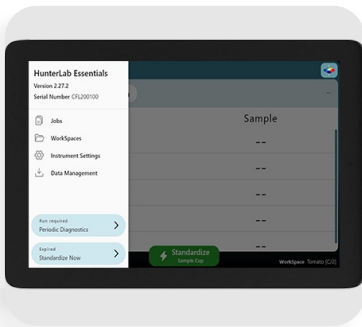 HunterLab Essentials
Version 2.27.2
Serial Number CFL200100
Jobs
WorkSpaces
Instrument Settings
Data Management
Run required
Periodic Diagnostics
Expired
Standardize Now
Sample
--
--
--
--
--
Standardize
Sample Cup
WorkSpace Tomato [C/2]